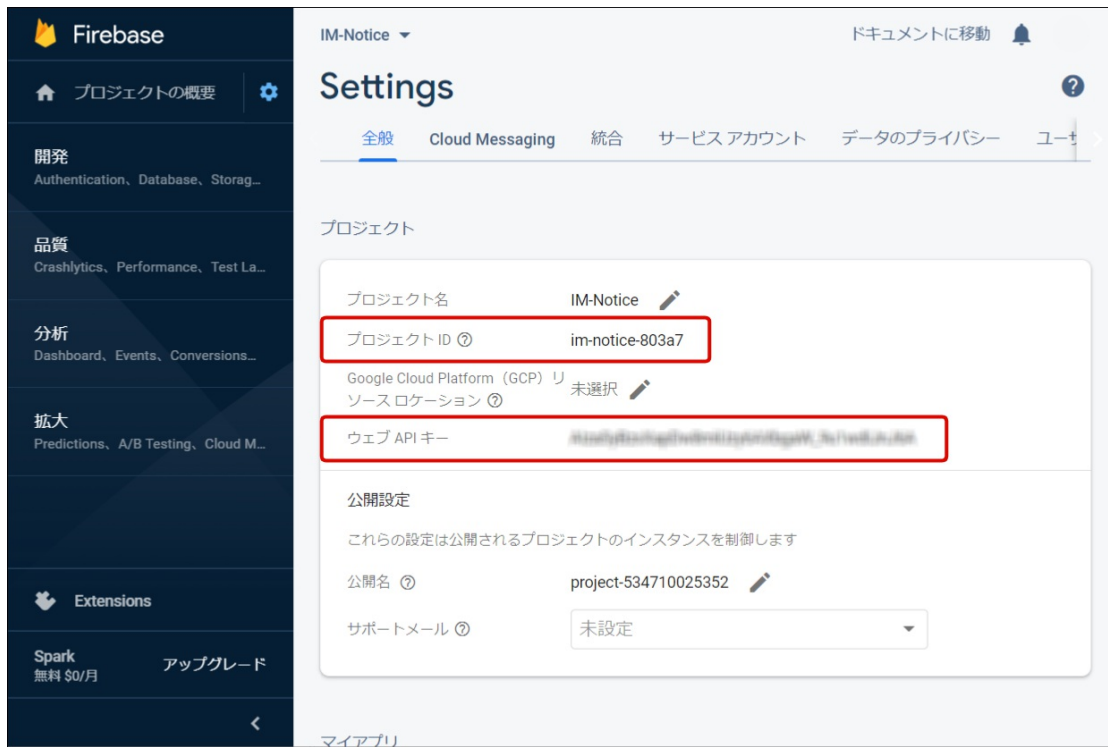 Firebase
IM-Notice
ドキュメントに移動
プロジェクトの概要
Settings
全般 Cloud Messaging 統合 サービス アカウント データのプライバシー ユーサ
開発
Authentication、Database、Storag...
品質
Crashlytics、Performance、Test La...
分析
Dashboard、Events、Conversions...
拡大
Predictions、A/B Testing、Cloud M...
Extensions
Spark
無料 $0/月
アップグレード
プロジェクト
プロジェクト名 IM-Notice
プロジェクト ID im-notice-803a7
Google Cloud Platform（GCP）リ
ソース ロケーション 未選択
ウェブ API キー
公開設定
これらの設定は公開されるプロジェクトのインスタンスを制御します
公開名 project-534710025352
サポートメール 未設定
マイアプリ